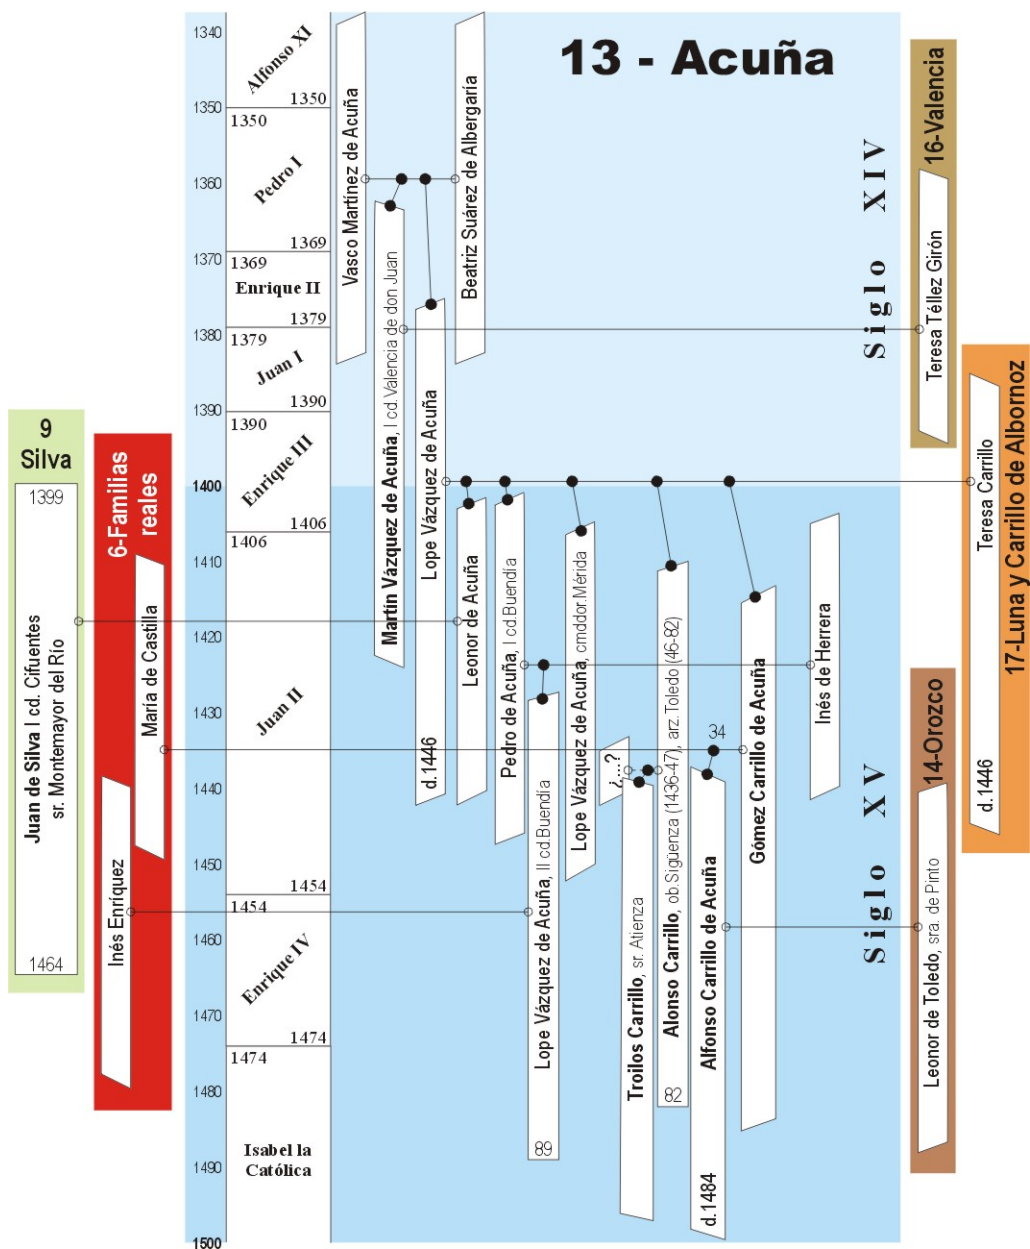 13 - Acuña
1340
1350
1360
1370
1380
1390
1400
1410
1420
1430
1440
1450
1460
1470
1480
1490
1500
Alfonso XI
1350
1350
Pedro I
1369
1369
Enrique II
1379
1379
Juan I
1390
1390
Enrique III
1406
1406
Juan II
1454
1454
Enrique IV
1474
1474
Isabel la
Católica
Siglo XIV
Siglo XV
9
Silva
1399
Juan de Silva I cd. Cifuentes
sr. Montemayor del Río
1464
6-Familias
reales
María de Castilla
Inés Enríquez
Vasco Martínez de Acuña
Martín Vázquez de Acuña, I cd.Valencia de don Juan
Lope Vázquez de Acuña
d.1446
Beatriz Suárez de Albergaría
Leonor de Acuña
Pedro de Acuña, I cd.Buendía
Lope Vázquez de Acuña, II cd.Buendía
89
Lope Vázquez de Acuña, cmddor.Mérida
¿...?
Troilos Carrillo, sr. Atienza
Alonso Carrillo, ob.Sigüenza (1436-47), arz.Toledo (46-82)
82
34
Alfonso Carrillo de Acuña
d.1484
Gómez Carrillo de Acuña
Inés de Herrera
16-Valencia
Teresa Téllez Girón
14-Orozco
Leonor de Toledo, sra. de Pinto
17-Luna y Carrillo de Albornoz
Teresa Carrillo
d.1446